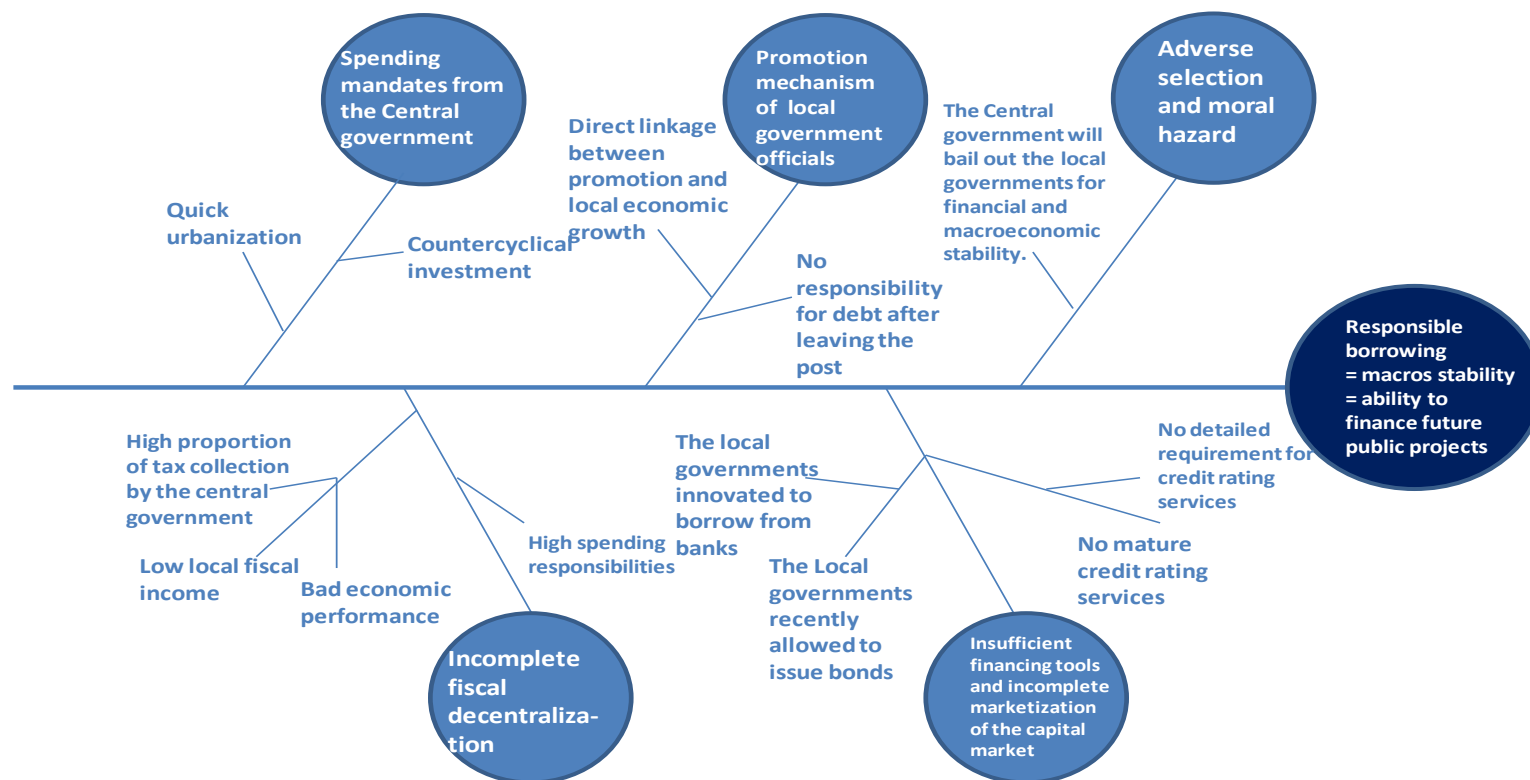 Spending
mandates from
the Central
government
Promotion
mechanism
of local
government
officials
Adverse
selection
and moral
hazard
Quick
urbanization
Countercyclical
investment
Direct linkage
between
promotion and
local economic
growth
No
responsibility
for debt after
leaving the
post
The Central
government will
bail out the local
governments for
financial and
macroeconomic
stability.
Responsible
borrowing
= macros stability
= ability to
finance future
public projects
High proportion
of tax collection
by the central
government
Low local fiscal
income
Bad economic
performance
High spending
responsibilities
Incomplete
fiscal
decentraliza-
tion
The local
governments
innovated to
borrow from
banks
The Local
governments
recently
allowed to
issue bonds
No detailed
requirement for
credit rating
services
No mature
credit rating
services
Insufficient
financing tools
and incomplete
marketization
of the capital
market